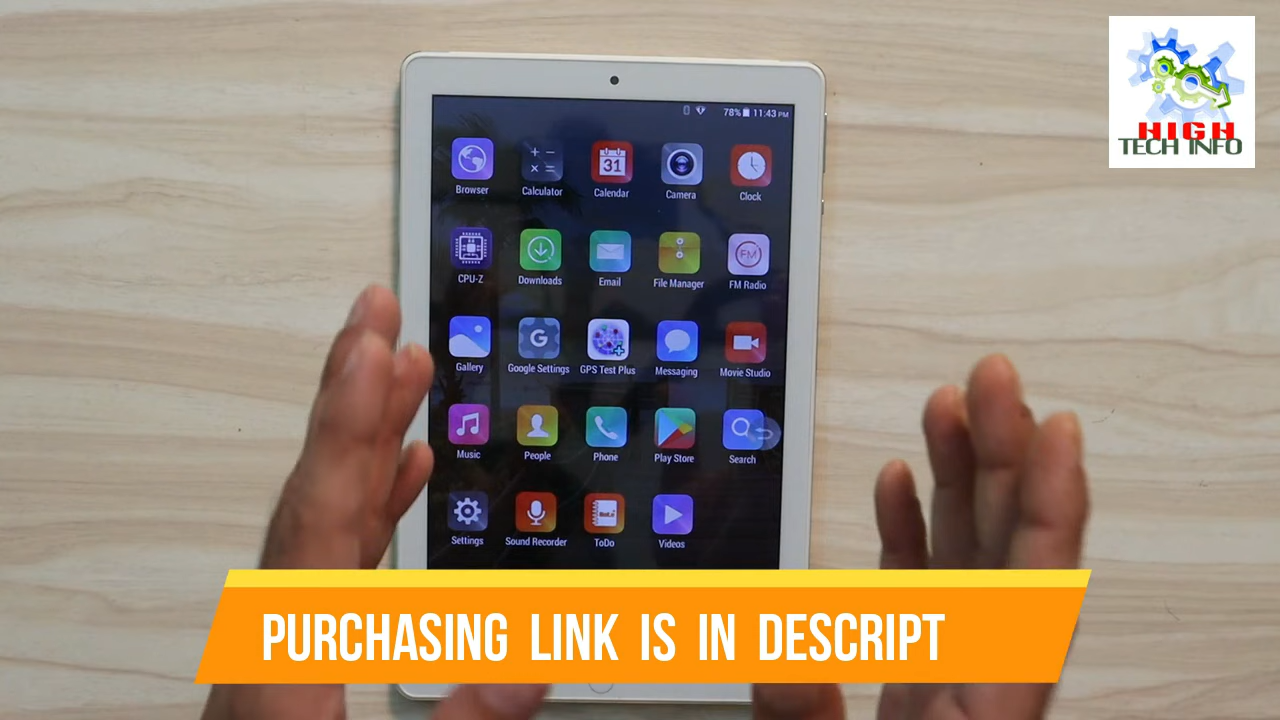 HIGH
TECH INFO
78% 11:43 PM
Browser Calculator Calendar Camera Clock
31
CPU-Z Downloads Email File Manager FM Radio
FM
Gallery Google Settings GPS Test Plus Messaging Movie Studio
G
Music People Phone Play Store Search
Settings Sound Recorder ToDo Videos
PURCHASING LINK IS IN DESCRIPT